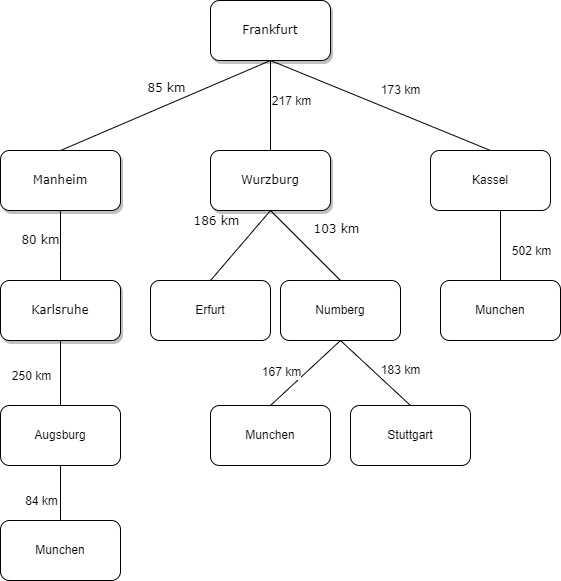 Frankfurt
85 km
217 km
173 km
Manheim
Wurzburg
Kassel
186 km
103 km
80 km
502 km
Karlsruhe
Erfurt
Numberg
Munchen
250 km
167 km
183 km
Augsburg
Munchen
Stuttgart
84 km
Munchen